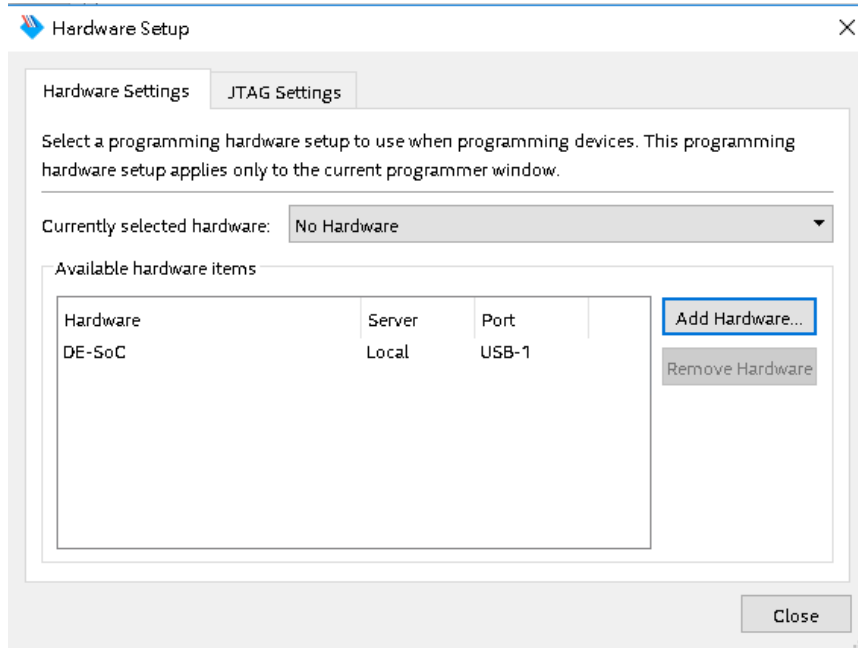 Hardware Setup
Hardware Settings
JTAG Settings
Select a programming hardware setup to use when programming devices. This programming
hardware setup applies only to the current programmer window.
Currently selected hardware:
No Hardware
Available hardware items
Hardware
Server
Port
DE-SoC
Local
USB-1
Add Hardware...
Remove Hardware
Close